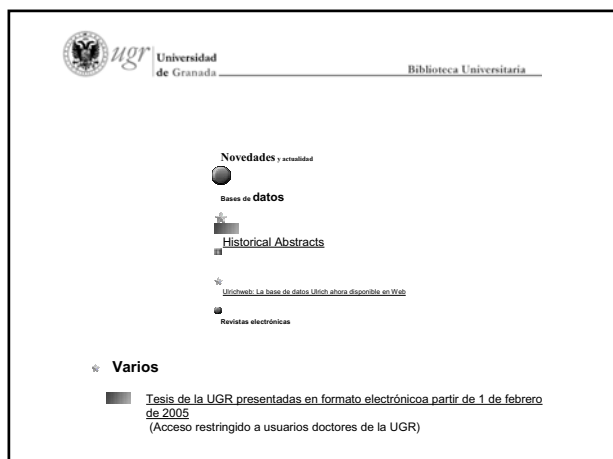 ugr Universidad
de Granada
Biblioteca Universitaria
Novedades y actualidad
Bases de datos
Historical Abstracts
Ulrichweb: La base de datos Ulrich ahora disponible en Web
Revistas electrónicas
Varios
Tesis de la UGR presentadas en formato electrónicoa partir de 1 de febrero
de 2005
(Acceso restringido a usuarios doctores de la UGR)